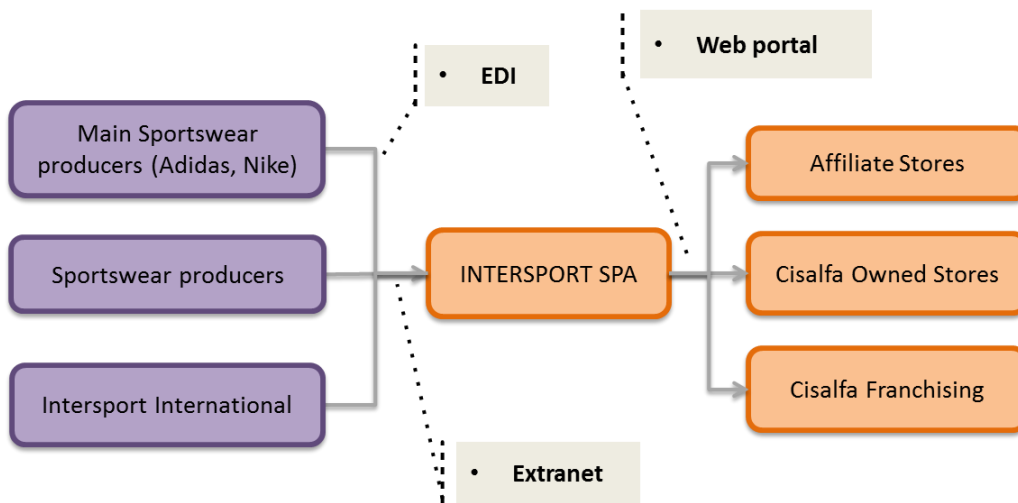 • Web portal
• EDI
Main Sportswear
producers (Adidas, Nike)
Sportswear producers
Intersport International
INTERSPORT SPA
Affiliate Stores
Cisalfa Owned Stores
Cisalfa Franchising
• Extranet